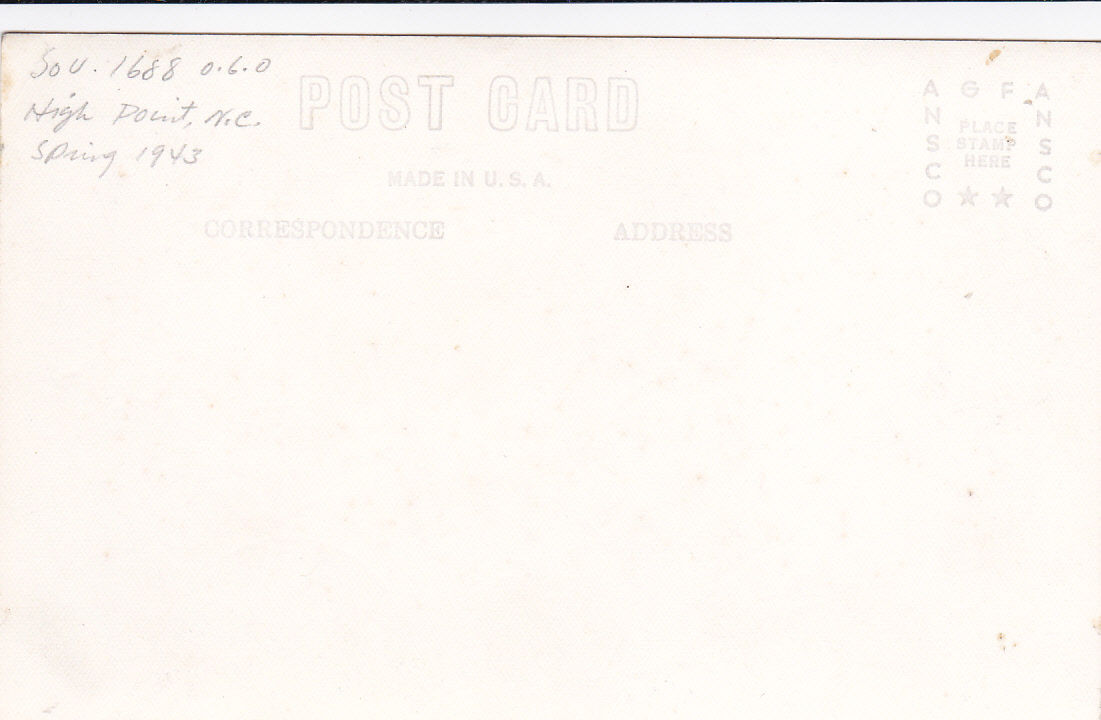 Sou. 1688 0.6.0
High Point, N.C.
Spring 1943
POST CARD
MADE IN U.S.A.
CORRESPONDENCE
ADDRESS
AGFA
ANSCO
ANSCO
PLACE
STAMP
HERE